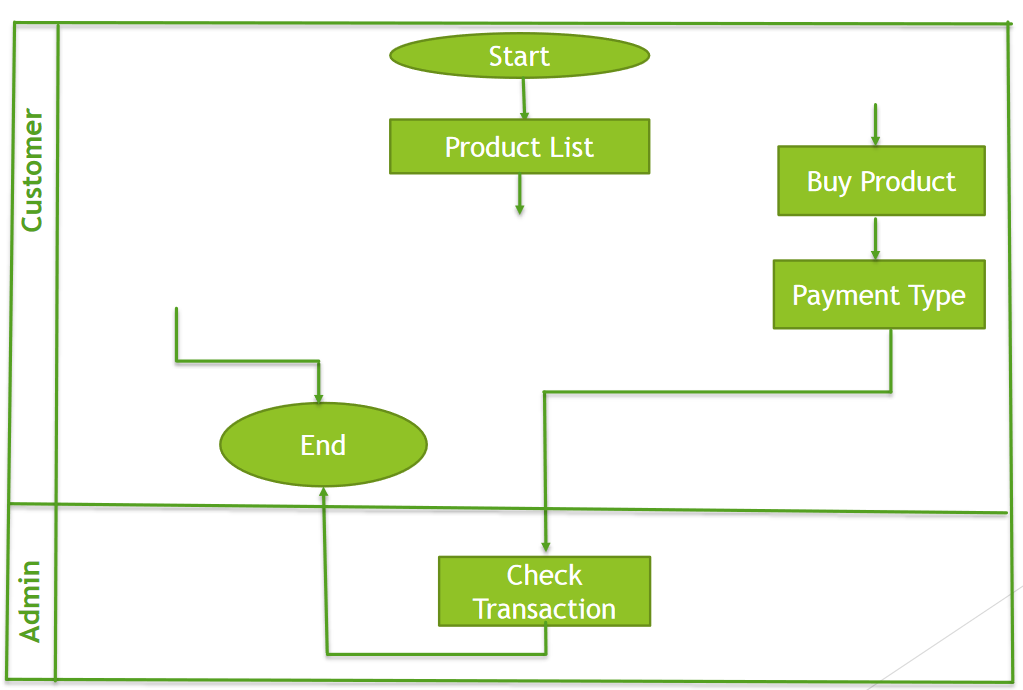 Customer
Start
Product List
Buy Product
Payment Type
End
Admin
Check
Transaction